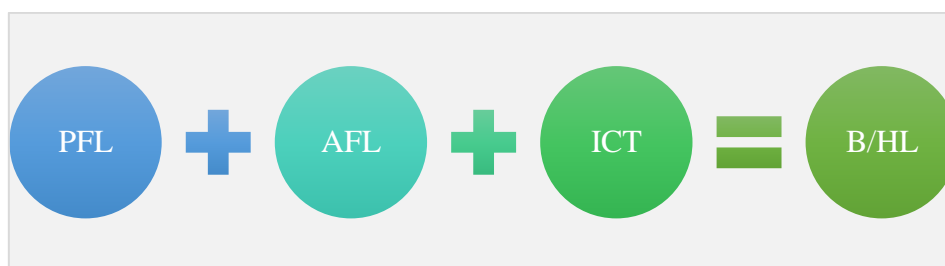 PFL + AFL + ICT = B/HL